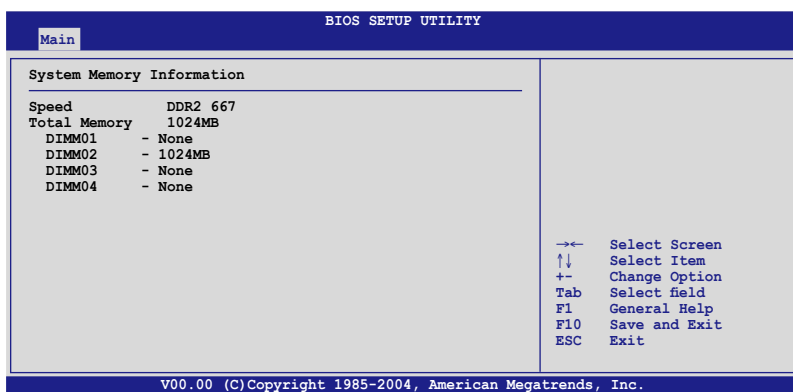 BIOS SETUP UTILITY
Main
System Memory Information
Speed DDR2 667
Total Memory 1024MB
DIMM01 - None
DIMM02 - 1024MB
DIMM03 - None
DIMM04 - None
→← Select Screen
↑↓ Select Item
+- Change Option
Tab Select field
F1 General Help
F10 Save and Exit
ESC Exit
V00.00 (C)Copyright 1985-2004, American Megatrends, Inc.